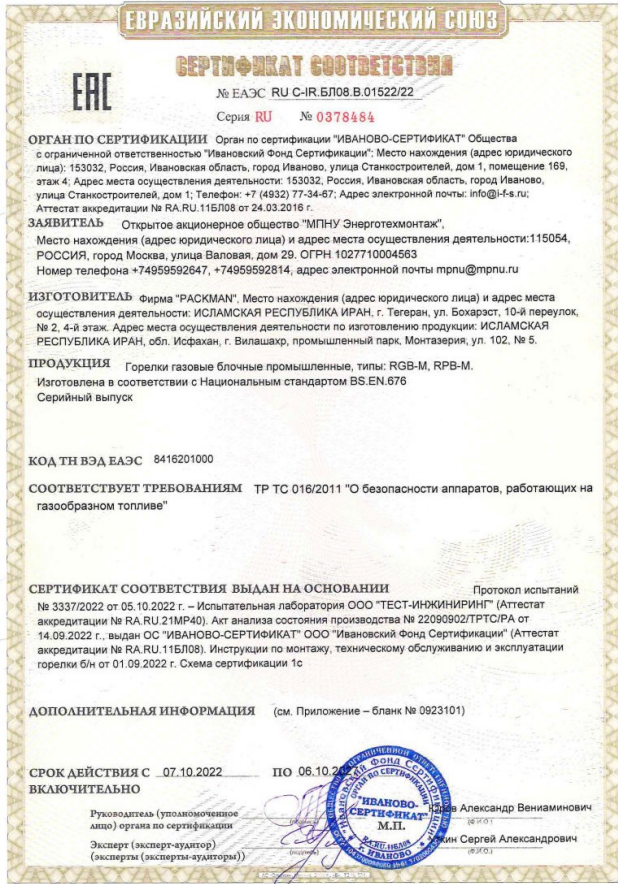 ЕВРАЗИЙСКИЙ ЭКОНОМИЧЕСКИЙ СОЮЗ
СЕРТИФИКАТ СООТВЕТСТВИЯ
ЕАС
№ ЕАЭС RU С-IR.БЛ08.В.01522/22
Серия RU № 0378484
ОРГАН ПО СЕРТИФИКАЦИИ Орган по сертификации "ИВАНОВО-СЕРТИФИКАТ" Общества
с ограниченной ответственностью "Ивановский Фонд Сертификации"; Место нахождения (адрес юридического
лица): 153032, Россия, Ивановская область, город Иваново, улица Станкостроителей, дом 1, помещение 169,
этаж 4; Адрес места осуществления деятельности: 153032, Россия, Ивановская область, город Иваново,
улица Станкостроителей, дом 1; Телефон: +7 (4932) 77-34-67; Адрес электронной почты: info@i-f-s.ru;
Аттестат аккредитации № RA.RU.11БЛ08 от 24.03.2016 г.
ЗАЯВИТЕЛЬ Открытое акционерное общество "МПНУ Энерготехмонтаж",
Место нахождения (адрес юридического лица) и адрес места осуществления деятельности:115054,
РОССИЯ, город Москва, улица Валовая, дом 29. ОГРН 1027710004563
Номер телефона +74959592647, +74959592814, адрес электронной почты mpnu@mpnu.ru
ИЗГОТОВИТЕЛЬ Фирма "PACKMAN", Место нахождения (адрес юридического лица) и адрес места
осуществления деятельности: ИСЛАМСКАЯ РЕСПУБЛИКА ИРАН, г. Тегеран, ул. Бохарэст, 10-й переулок,
№ 2, 4-й этаж. Адрес места осуществления деятельности по изготовлению продукции: ИСЛАМСКАЯ
РЕСПУБЛИКА ИРАН, обл. Исфахан, г. Вилашахр, промышленный парк, Монтазерия, ул. 102, № 5.
ПРОДУКЦИЯ Горелки газовые блочные промышленные, типы: RGB-M, RPB-M.
Изготовлена в соответствии с Национальным стандартом BS.EN.676
Серийный выпуск
КОД ТН ВЭД ЕАЭС 8416201000
СООТВЕТСТВУЕТ ТРЕБОВАНИЯМ ТР ТС 016/2011 "О безопасности аппаратов, работающих на
газообразном топливе"
СЕРТИФИКАТ СООТВЕТСТВИЯ ВЫДАН НА ОСНОВАНИИ Протокол испытаний
№ 3337/2022 от 05.10.2022 г. – Испытательная лаборатория ООО "ТЕСТ-ИНЖИНИРИНГ" (Аттестат
аккредитации № RA.RU.21МР40). Акт анализа состояния производства № 22090902/ТРТС/РА от
14.09.2022 г., выдан ОС "ИВАНОВО-СЕРТИФИКАТ" ООО "Ивановский Фонд Сертификации" (Аттестат
аккредитации № RA.RU.11БЛ08). Инструкции по монтажу, техническому обслуживанию и эксплуатации
горелки б/н от 01.09.2022 г. Схема сертификации 1с
ДОПОЛНИТЕЛЬНАЯ ИНФОРМАЦИЯ (см. Приложение – бланк № 0923101)
СРОК ДЕЙСТВИЯ С 07.10.2022 ПО 06.10.
ВКЛЮЧИТЕЛЬНО
Руководитель (уполномоченное
лицо) органа по сертификации
(подпись)
Александр Вениаминович
(Ф.И.О.)
Эксперт (эксперт-аудитор)
(эксперты (эксперты-аудиторы))
(подпись)
Сергей Александрович
(Ф.И.О.)
"ИВАНОВО-
СЕРТИФИКАТ"
М.П.